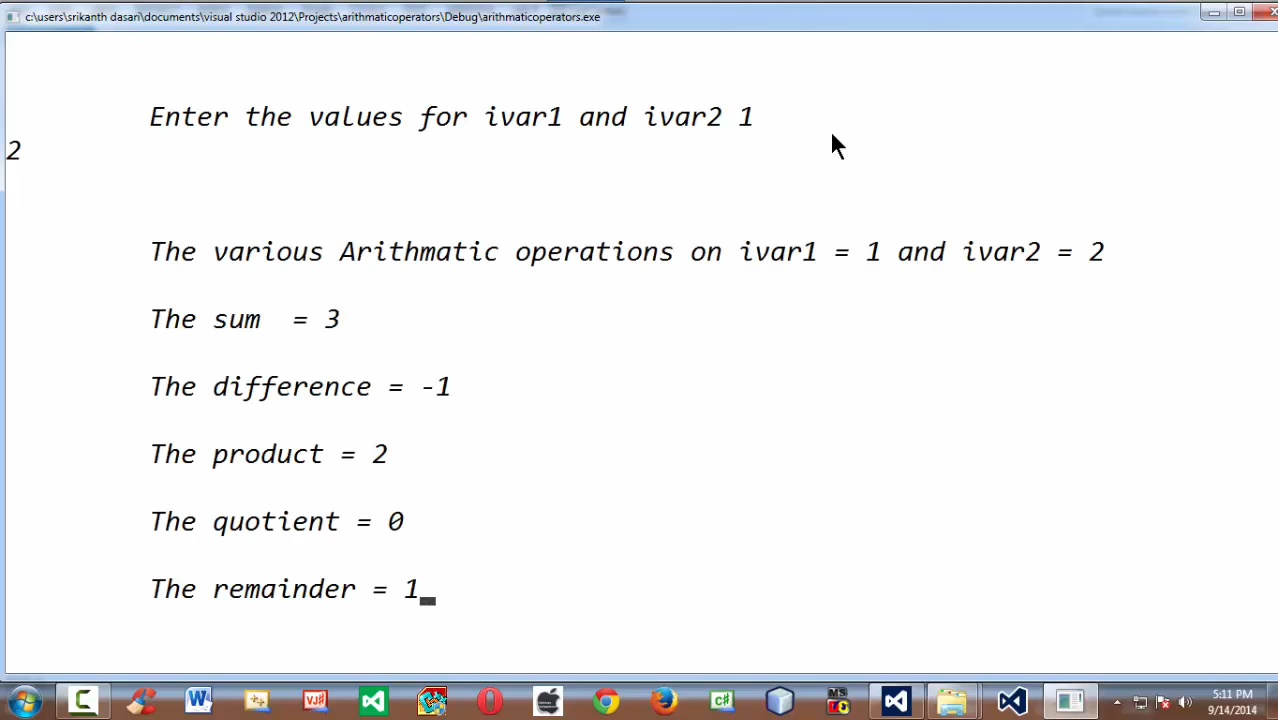 c:\users\srikanth dasari\documents\visual studio 2012\Projects\arithmaticoperators\Debug\arithmaticoperators.exe
Enter the values for ivar1 and ivar2 1
2
The various Arithmatic operations on ivar1 = 1 and ivar2 = 2
The sum  = 3
The difference = -1
The product = 2
The quotient = 0
The remainder = 1
5:11 PM
9/14/2014